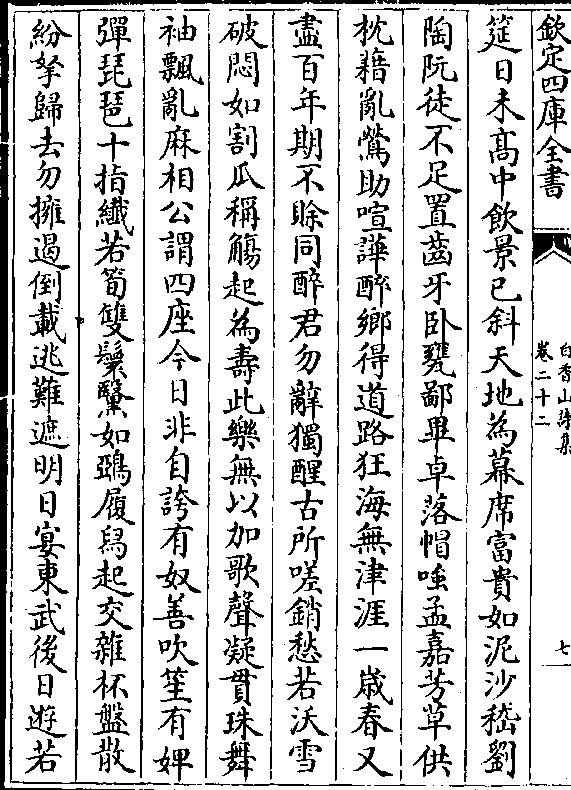 欽定四庫全書
白香山詩集
卷二十二
七
筵日未髙中飲景已斜天地為幕席富貴如泥沙嵇劉
陶阮徒不足置齒牙卧甕鄙畢卓落帽嗤孟嘉芳草供
枕藉亂鶯助喧譁醉鄉得道路狂海無津涯一嵗春又
盡百年期不賒同醉君勿辭獨醒古所嗟銷愁若沃雪
破悶如割瓜稱觴起為壽此樂無以加歌聲凝貫珠舞
袖飄亂麻相公謂四座今日非自誇有奴善吹笙有婢
彈琵琶十指纖若筍雙鬟黳如鴉履舄起交雜杯盤散
紛拏歸去勿擁遏倒載逃難遮明日宴東武後日遊若